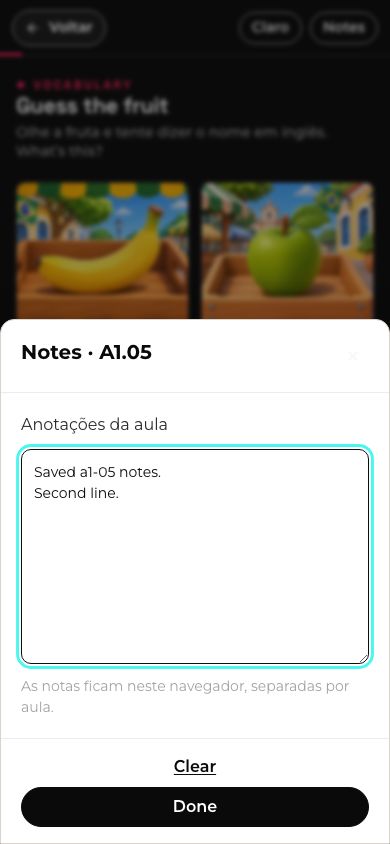 ← Voltar
Claro
Notes
VOCABULARY
Guess the fruit
Olhe a fruta e tente dizer o nome em inglês.
What's this?
Notes · A1.05
×
Anotações da aula
Saved a1-05 notes.
Second line.
As notas ficam neste navegador, separadas por
aula.
Clear
Done